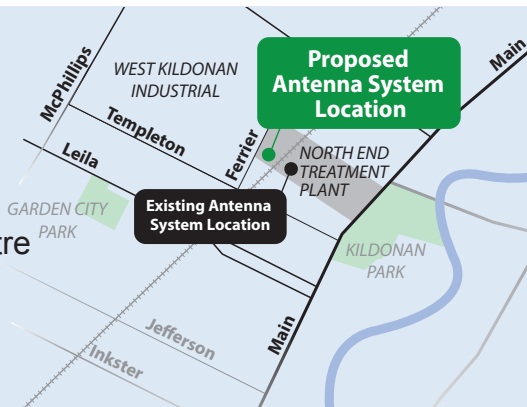 Main
McPhillips
WEST KILDONAN
INDUSTRIAL
Proposed
Antenna System
Location
Templeton
Ferrier
Leila
NORTH END
TREATMENT
PLANT
Existing Antenna
System Location
GARDEN CITY
PARK
tre
KILDONAN
PARK
Main
Jefferson
Inkster